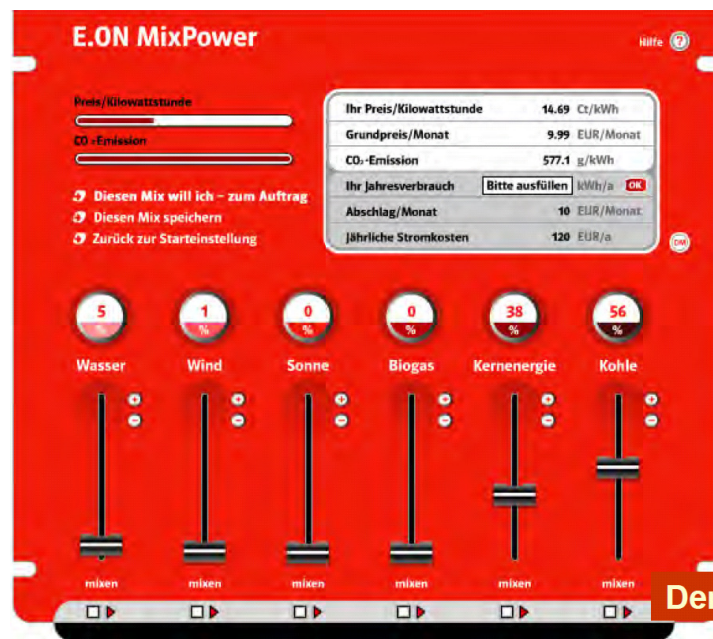 E.ON MixPower
Hilfe ?
Preis/Kilowattstunde
CO₂-Emission
Diesen Mix will ich – zum Auftrag
Diesen Mix speichern
Zurück zur Starteinstellung
Ihr Preis/Kilowattstunde 14.69 Ct/kWh
Grundpreis/Monat 9.99 EUR/Monat
CO₂-Emission 577.1 g/kWh
Ihr Jahresverbrauch Bitte ausfüllen kWh/a OK
Abschlag/Monat 10 EUR/Monat
Jährliche Stromkosten 120 EUR/a
DM
5 1 0 0 38 56
% % % % % %
Wasser Wind Sonne Biogas Kernenergie Kohle
+ + + + + +
− − − − − −
mixen mixen mixen mixen mixen mixen